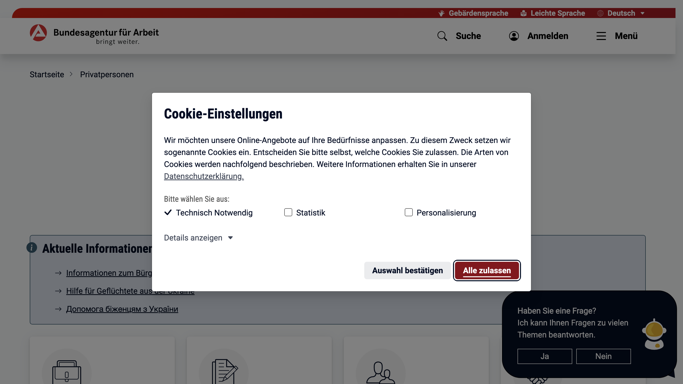 Gebärdensprache Leichte Sprache Deutsch
Bundesagentur für Arbeit
bringt weiter.
Suche Anmelden Menü
Startseite Privatpersonen
Cookie-Einstellungen
Wir möchten unsere Online-Angebote auf Ihre Bedürfnisse anpassen. Zu diesem Zweck setzen wir
sogenannte Cookies ein. Entscheiden Sie bitte selbst, welche Cookies Sie zulassen. Die Arten von
Cookies werden nachfolgend beschrieben. Weitere Informationen erhalten Sie in unserer
Datenschutzerklärung.
Bitte wählen Sie aus:
Technisch Notwendig Statistik Personalisierung
Details anzeigen
Auswahl bestätigen Alle zulassen
Aktuelle Informationen
Informationen zum Bürg
Hilfe für Geflüchtete aus der Ukraine
Допомога біженцям з України
Haben Sie eine Frage?
Ich kann Ihnen Fragen zu vielen
Themen beantworten.
Ja Nein